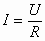 I = U/R